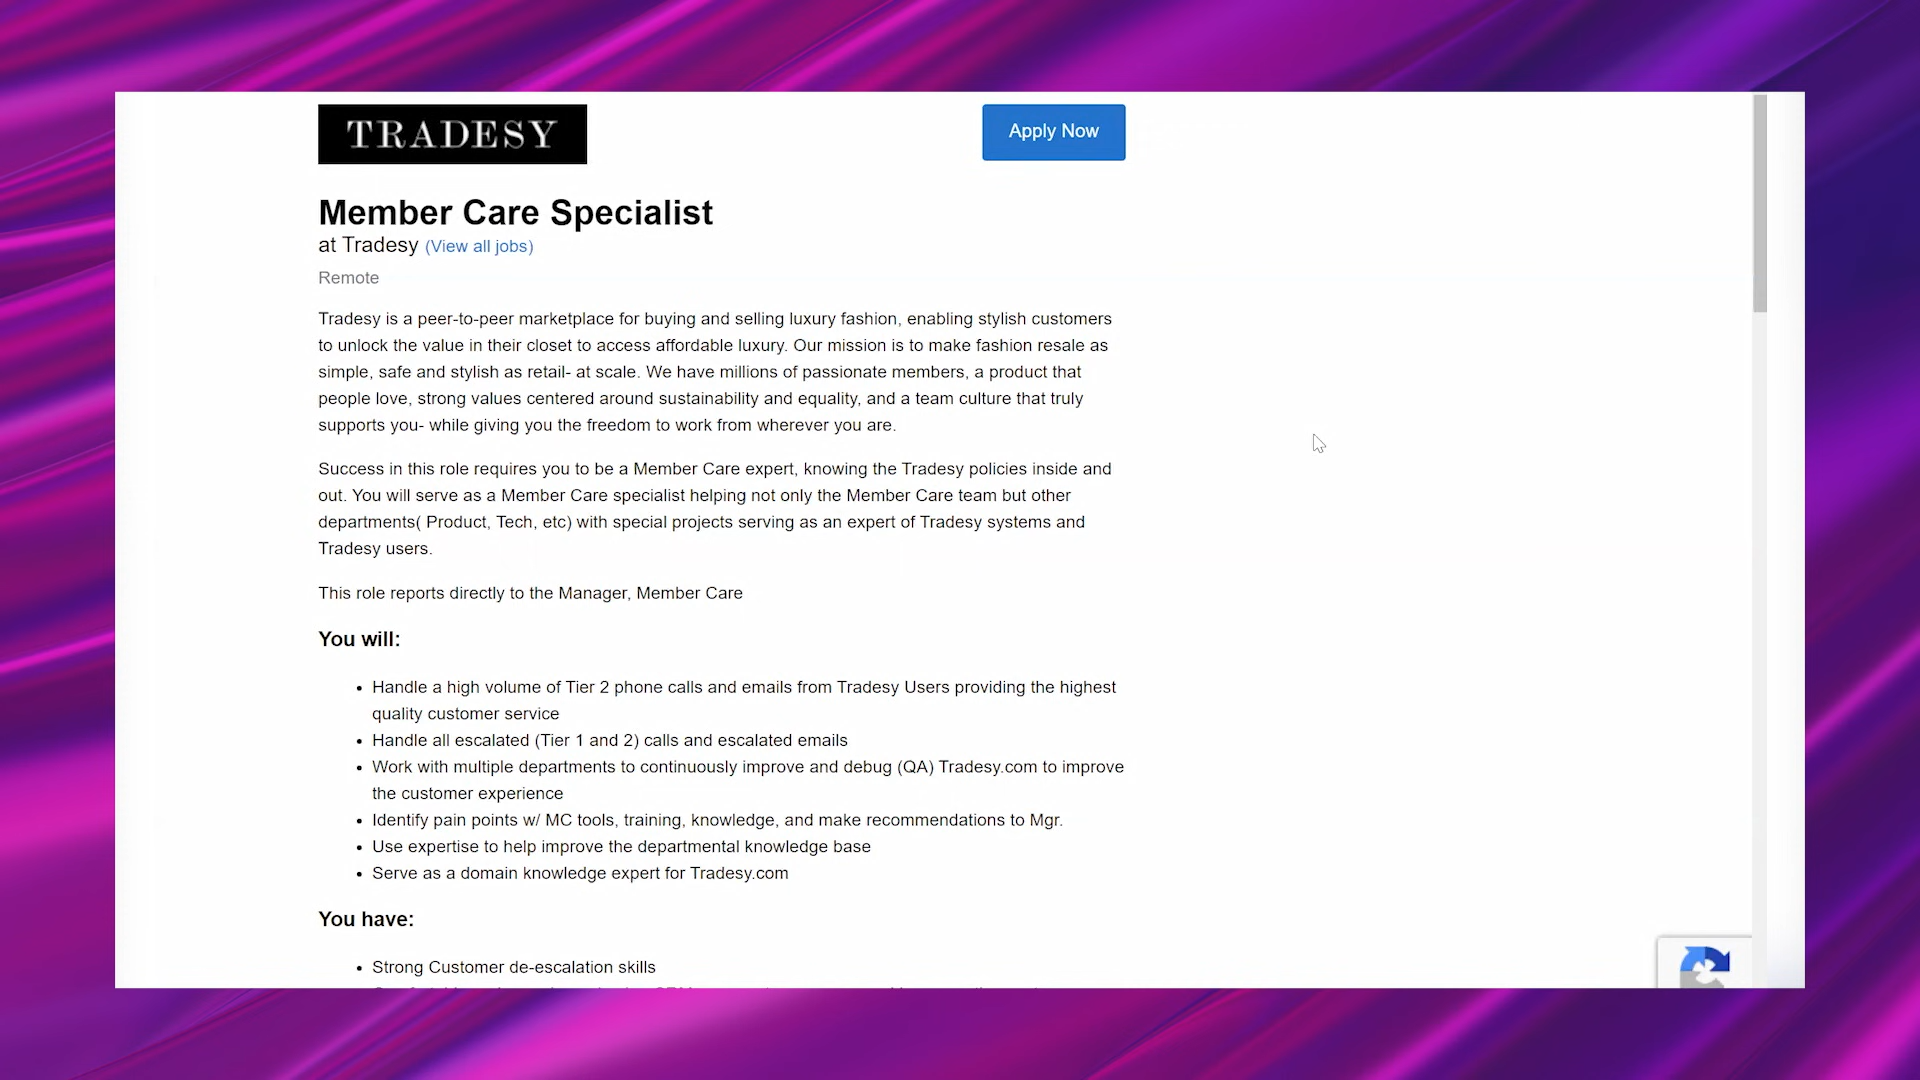 TRADESY
Apply Now
Member Care Specialist
at Tradesy (View all jobs)
Remote
Tradesy is a peer-to-peer marketplace for buying and selling luxury fashion, enabling stylish customers
to unlock the value in their closet to access affordable luxury. Our mission is to make fashion resale as
simple, safe and stylish as retail- at scale. We have millions of passionate members, a product that
people love, strong values centered around sustainability and equality, and a team culture that truly
supports you- while giving you the freedom to work from wherever you are.
Success in this role requires you to be a Member Care expert, knowing the Tradesy policies inside and
out. You will serve as a Member Care specialist helping not only the Member Care team but other
departments( Product, Tech, etc) with special projects serving as an expert of Tradesy systems and
Tradesy users.
This role reports directly to the Manager, Member Care
You will:
• Handle a high volume of Tier 2 phone calls and emails from Tradesy Users providing the highest
quality customer service
• Handle all escalated (Tier 1 and 2) calls and escalated emails
• Work with multiple departments to continuously improve and debug (QA) Tradesy.com to improve
the customer experience
• Identify pain points w/ MC tools, training, knowledge, and make recommendations to Mgr.
• Use expertise to help improve the departmental knowledge base
• Serve as a domain knowledge expert for Tradesy.com
You have:
• Strong Customer de-escalation skills